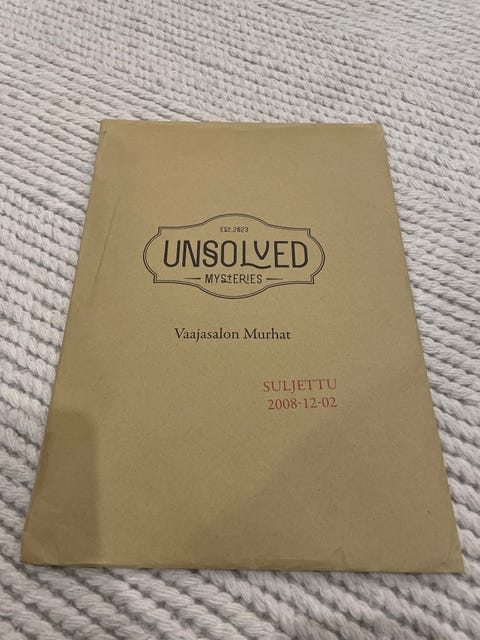 EST. 2023
UNSOLVED
MYSTERIES
Vaajasalon Murhat
SULJETTU
2008-12-02